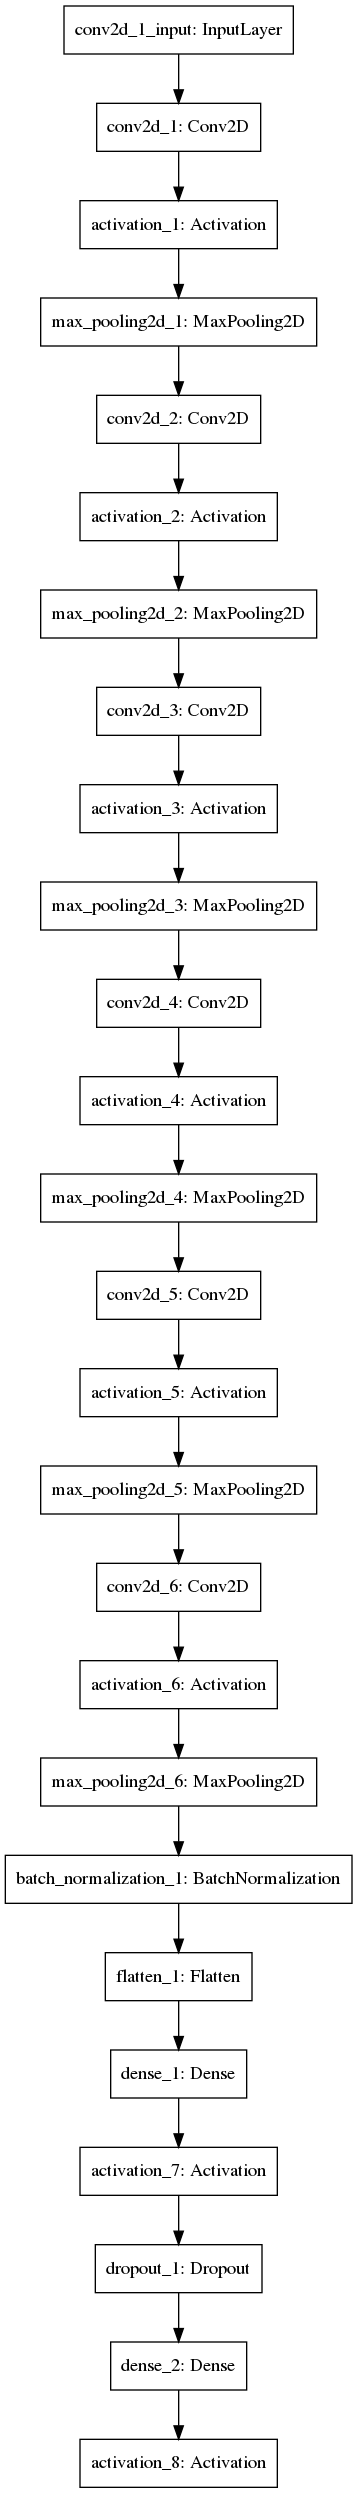 conv2d_1_input: InputLayer
conv2d_1: Conv2D
activation_1: Activation
max_pooling2d_1: MaxPooling2D
conv2d_2: Conv2D
activation_2: Activation
max_pooling2d_2: MaxPooling2D
conv2d_3: Conv2D
activation_3: Activation
max_pooling2d_3: MaxPooling2D
conv2d_4: Conv2D
activation_4: Activation
max_pooling2d_4: MaxPooling2D
conv2d_5: Conv2D
activation_5: Activation
max_pooling2d_5: MaxPooling2D
conv2d_6: Conv2D
activation_6: Activation
max_pooling2d_6: MaxPooling2D
batch_normalization_1: BatchNormalization
flatten_1: Flatten
dense_1: Dense
activation_7: Activation
dropout_1: Dropout
dense_2: Dense
activation_8: Activation